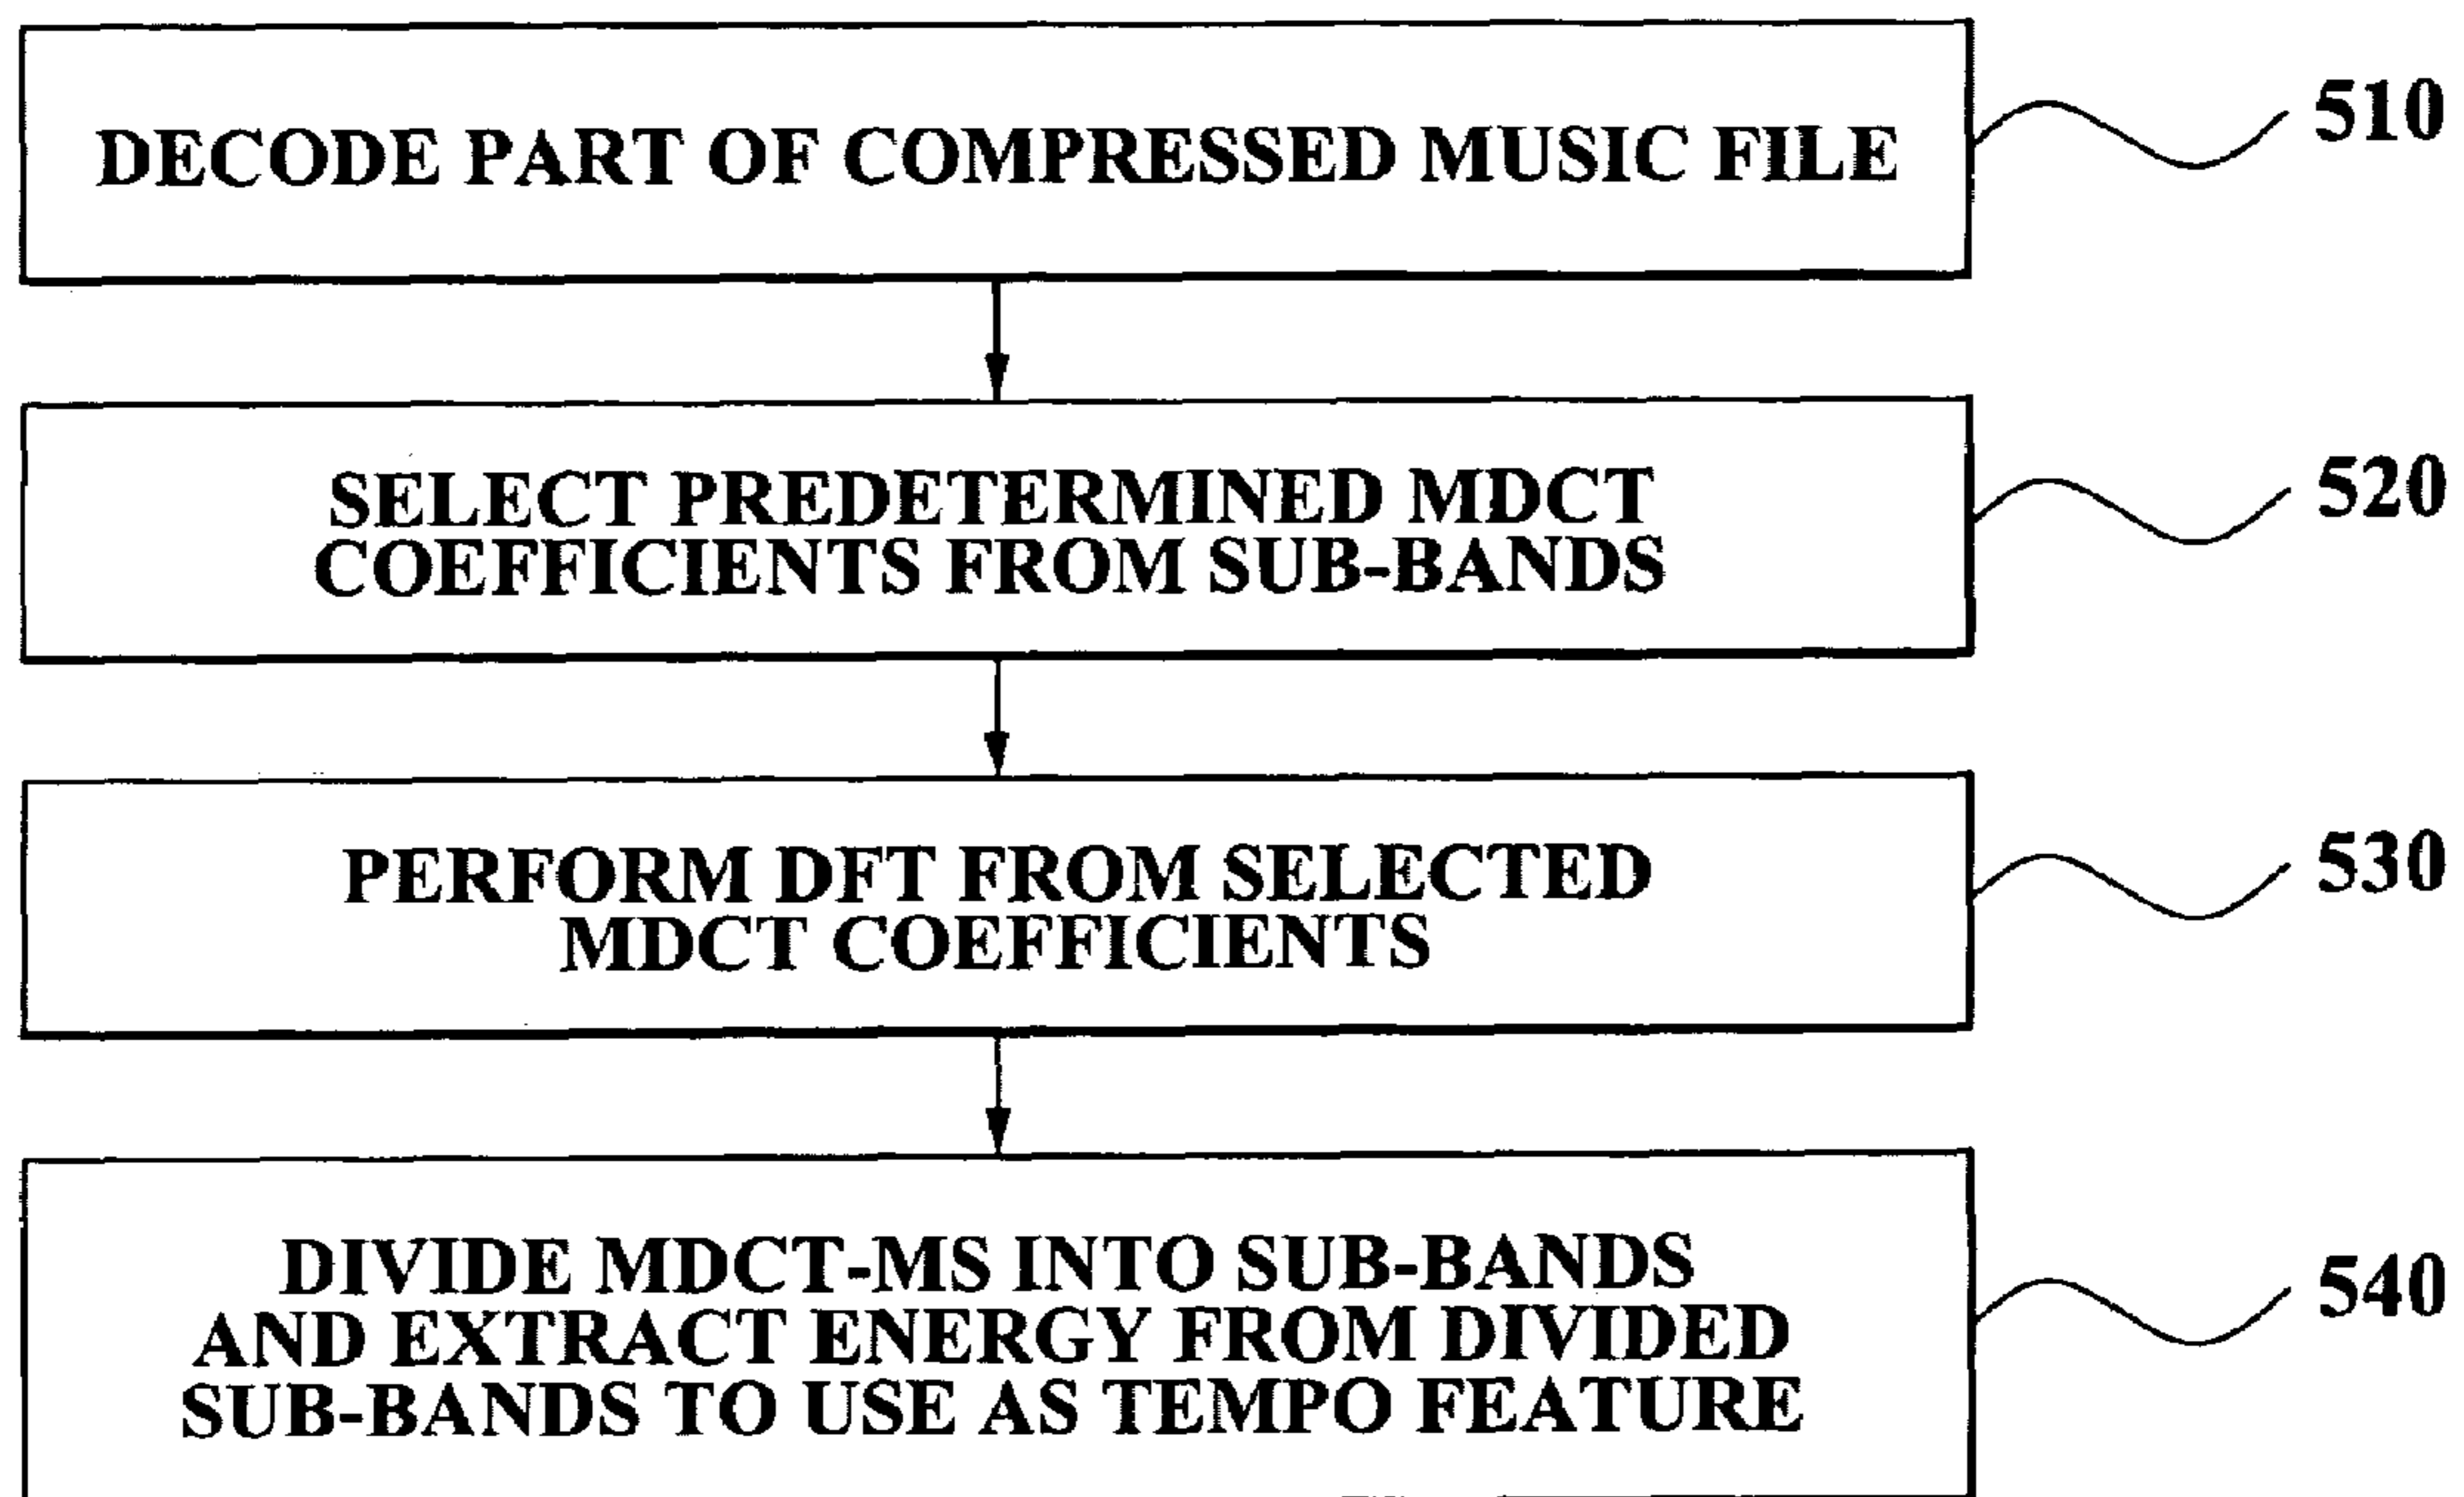 DECODE PART OF COMPRESSED MUSIC FILE
510
SELECT PREDETERMINED MDCT
COEFFICIENTS FROM SUB-BANDS
520
PERFORM DFT FROM SELECTED
MDCT COEFFICIENTS
530
DIVIDE MDCT-MS INTO SUB-BANDS
AND EXTRACT ENERGY FROM DIVIDED
SUB-BANDS TO USE AS TEMPO FEATURE
540